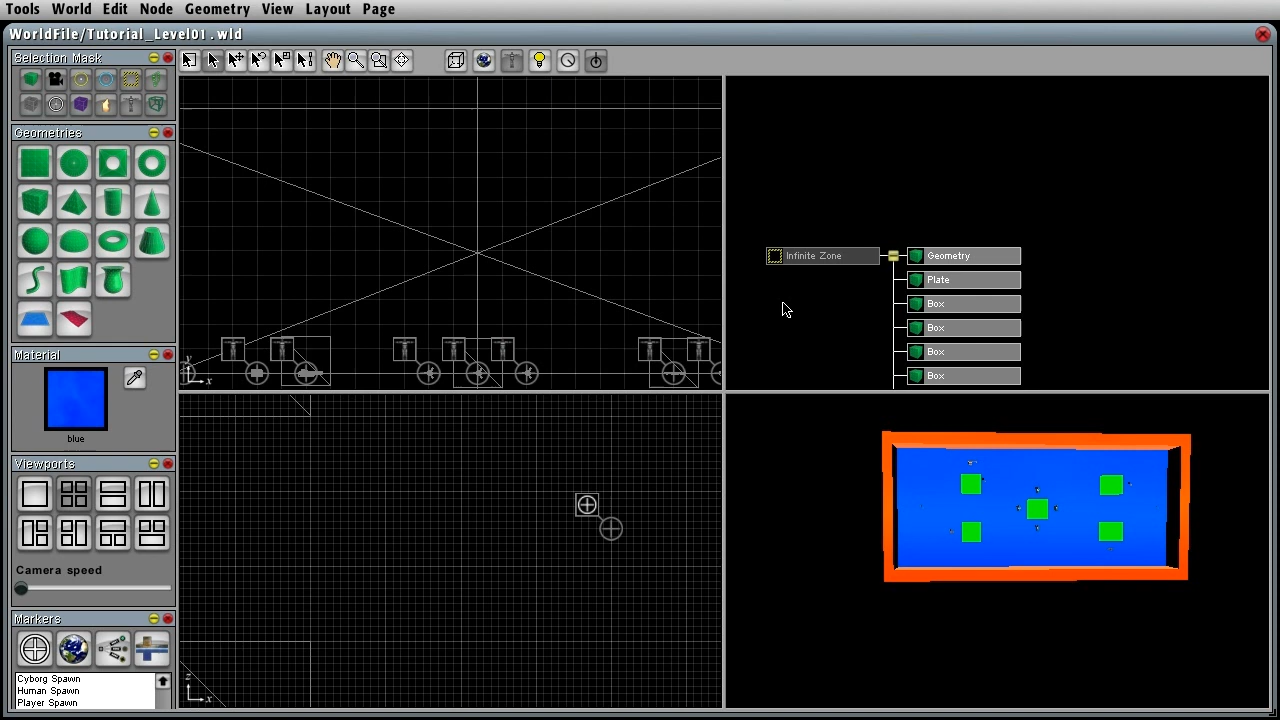 Tools World Edit Node Geometry View Layout Page
WorldFile/Tutorial_Level01.wld
Selection Mask
Geometries
Material
blue
Viewports
Camera speed
Markers
Cyborg Spawn
Human Spawn
Player Spawn
y
x
z
x
Infinite Zone
Geometry
Plate
Box
Box
Box
Box